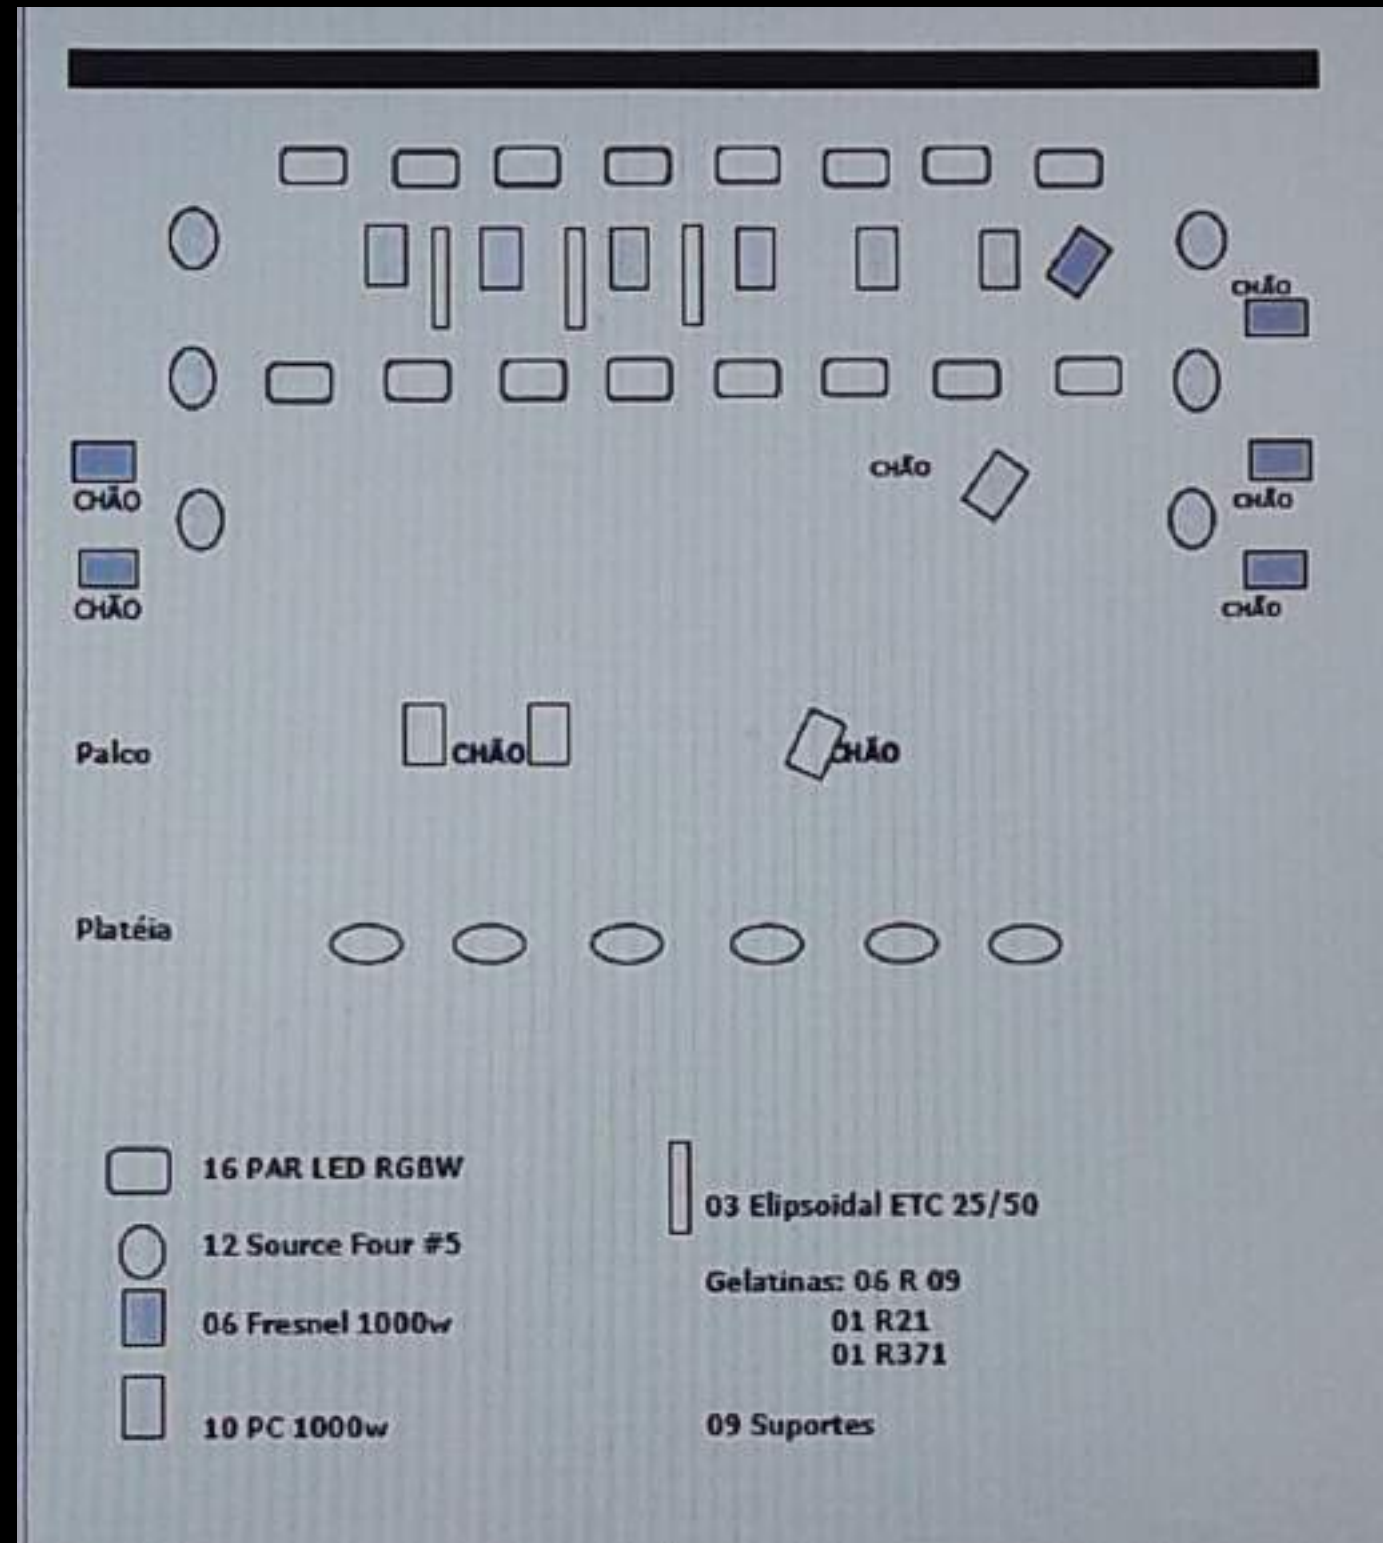 CHÃO
CHÃO
CHÃO
CHÃO
CHÃO
CHÃO
Palco
CHÃO
CHÃO
Platéia
16 PAR LED RGBW
12 Source Four #5
06 Fresnel 1000w
10 PC 1000w
03 Elipsoidal ETC 25/50
Gelatinas: 06 R 09
01 R21
01 R371
09 Suportes